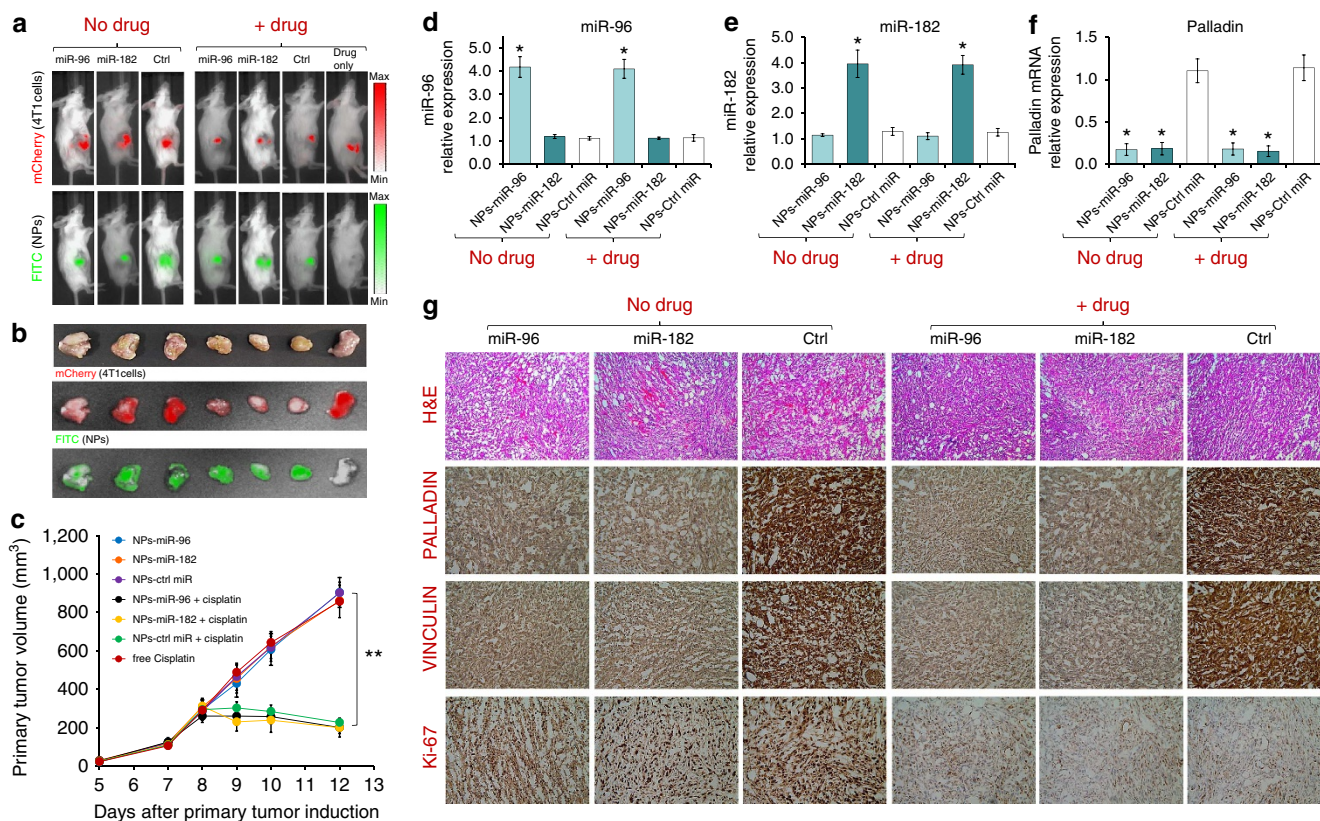 a
No drug
+ drug
miR-96 miR-182 Ctrl miR-96 miR-182 Ctrl Drug only
mCherry (4T1cells)
Max
Min
FITC (NPs)
Max
Min
b
mCherry (4T1cells)
FITC (NPs)
c
Primary tumor volume (mm³)
1,200
1,000
800
600
400
200
0
5 6 7 8 9 10 11 12 13
Days after primary tumor induction
NPs-miR-96
NPs-miR-182
NPs-ctrl miR
NPs-miR-96 + cisplatin
NPs-miR-182 + cisplatin
NPs-ctrl miR + cisplatin
free Cisplatin
**
d
miR-96
miR-96
relative expression
5.0
4.0
3.0
2.0
1.0
0.0
* *
NPs-miR-96
NPs-miR-182
NPs-Ctrl miR
NPs-miR-96
NPs-miR-182
NPs-Ctrl miR
No drug + drug
e
miR-182
miR-182
relative expression
5.0
4.0
3.0
2.0
1.0
0.0
* *
NPs-miR-96
NPs-miR-182
NPs-Ctrl miR
NPs-miR-96
NPs-miR-182
NPs-Ctrl miR
No drug + drug
f
Palladin
Palladin mRNA
relative expression
1.5
1.0
0.5
0.0
* * * *
NPs-miR-96
NPs-miR-182
NPs-Ctrl miR
NPs-miR-96
NPs-miR-182
NPs-Ctrl miR
No drug + drug
g
No drug
+ drug
miR-96 miR-182 Ctrl miR-96 miR-182 Ctrl
H&E
PALLADIN
VINCULIN
Ki-67